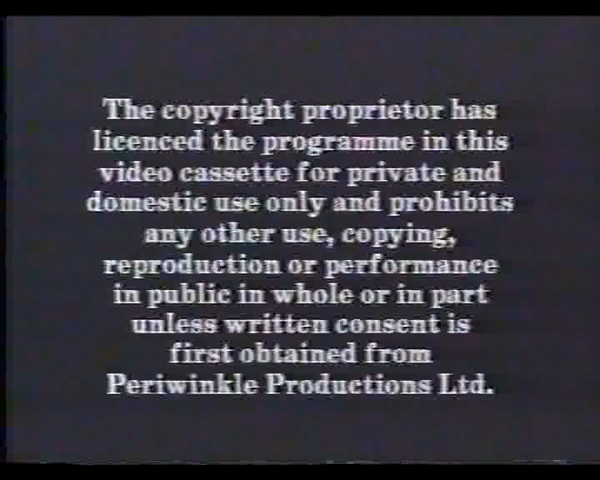 The copyright proprietor has
licenced the programme in this
video cassette for private and
domestic use only and prohibits
any other use, copying,
reproduction or performance
in public in whole or in part
unless written consent is
first obtained from
Periwinkle Productions Ltd.